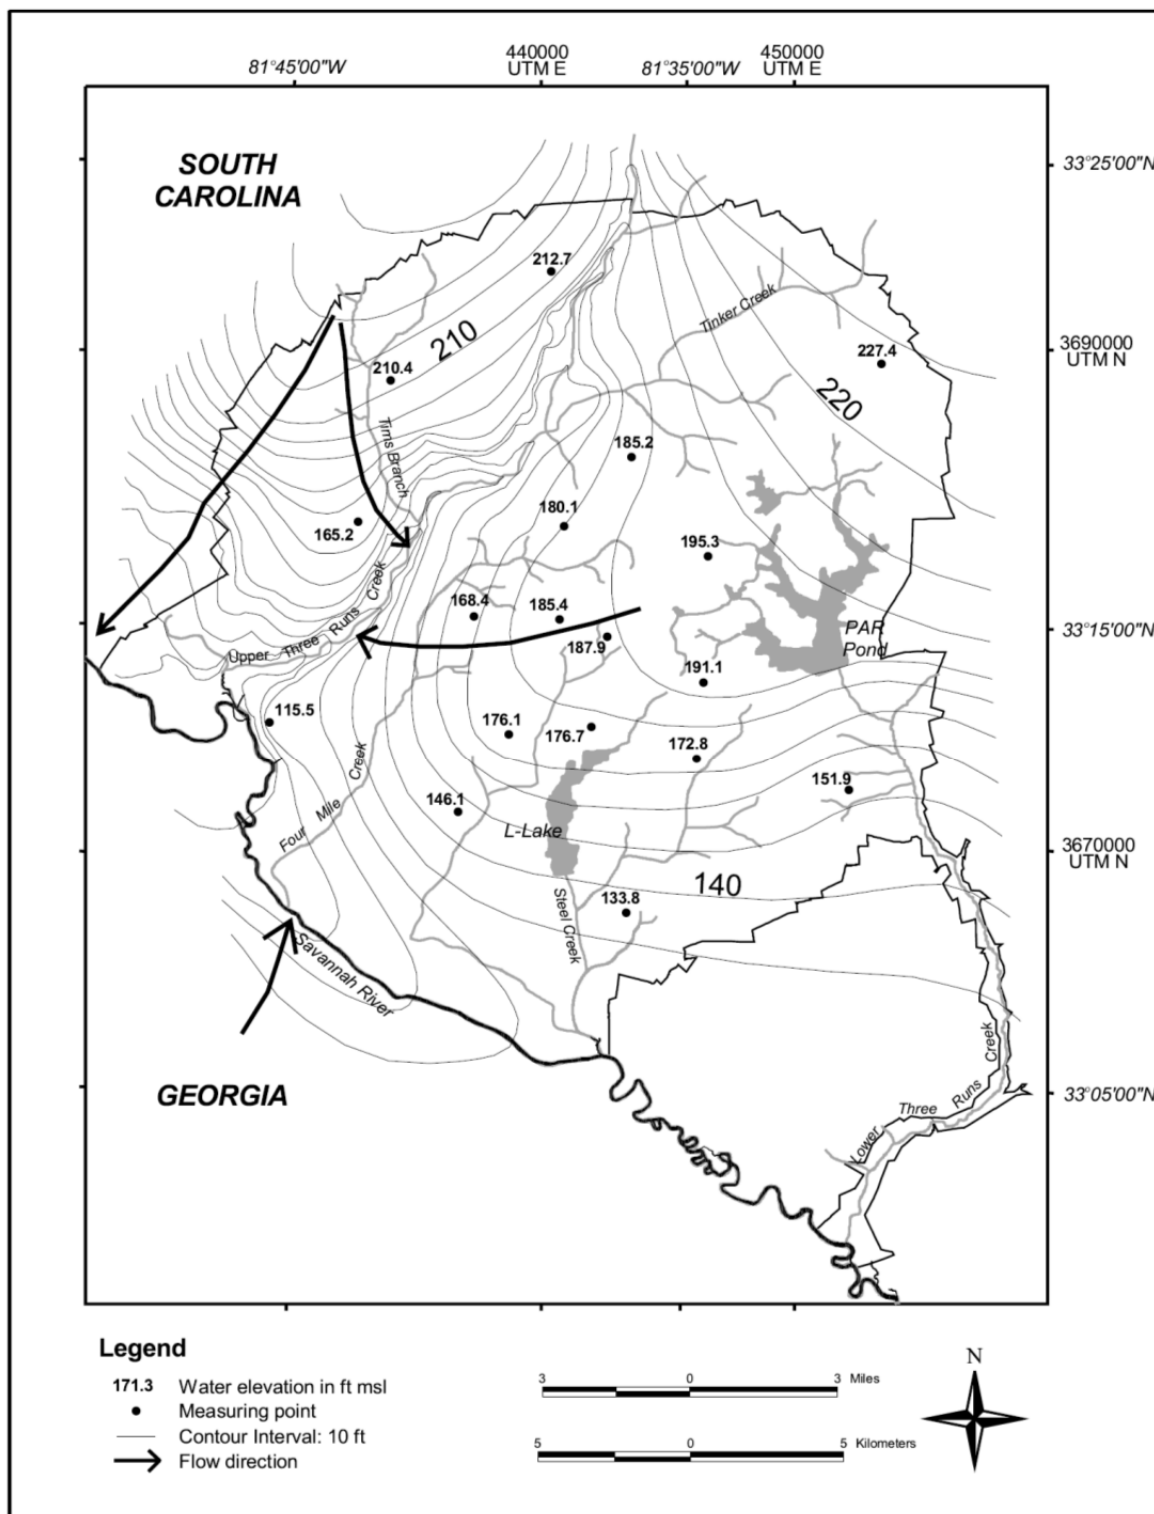 440000
UTM E
450000
UTM E
81°45'00"W
81°35'00"W
SOUTH
CAROLINA
33°25'00"N
212.7
Tinker Creek
210
3690000
UTM N
227.4
210.4
220
Tims Branch
185.2
180.1
165.2
195.3
Upper Three Runs Creek
168.4
185.4
33°15'00"N
187.9
PAR
Pond
191.1
115.5
176.1
176.7
172.8
Four Mile Creek
151.9
146.1
L-Lake
3670000
UTM N
140
133.8
Steel Creek
Savannah River
GEORGIA
Lower Three Runs Creek
33°05'00"N
Legend
171.3 Water elevation in ft msl
Measuring point
Contour Interval: 10 ft
Flow direction
3 0 3 Miles
5 0 5 Kilometers
N